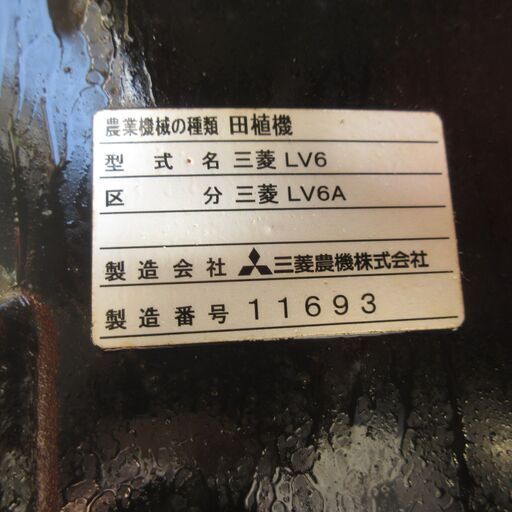 農業機械の種類 田植機
型式名 三菱 LV6
区分 三菱 LV6A
製造会社 三菱農機株式会社
製造番号 11693